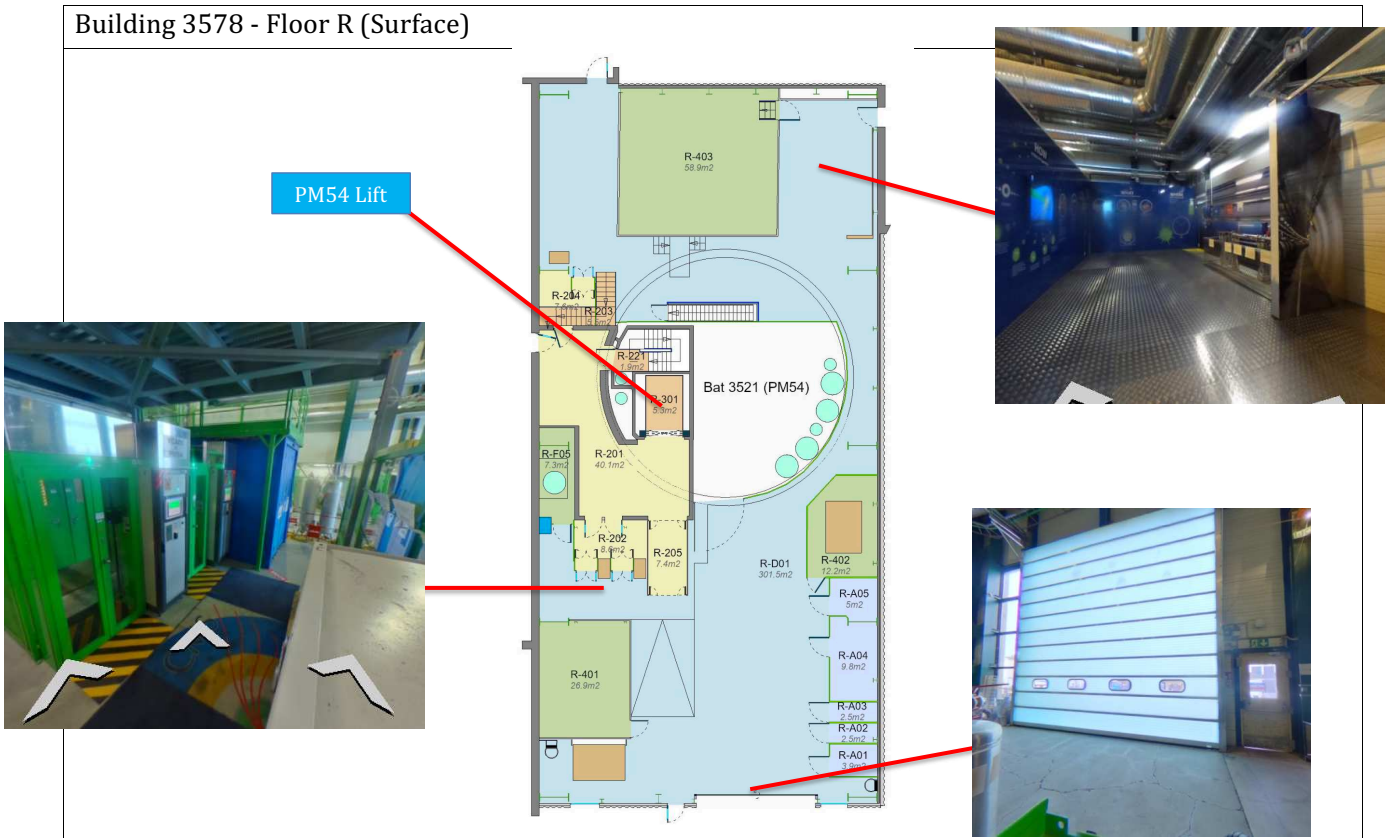 Building 3578 - Floor R (Surface)
PM54 Lift
R-403
58.9m2
R-204
R-203
R-221
1.9m2
Bat 3521 (PM54)
R-301
R-F05
7.3m2
R-201
40.1m2
R-202
8.6m2
R-205
7.4m2
R-D01
301.5m2
R-402
12.2m2
R-A05
5m2
R-A04
9.8m2
R-401
26.9m2
R-A03
2.5m2
R-A02
2.5m2
R-A01
3.9m2